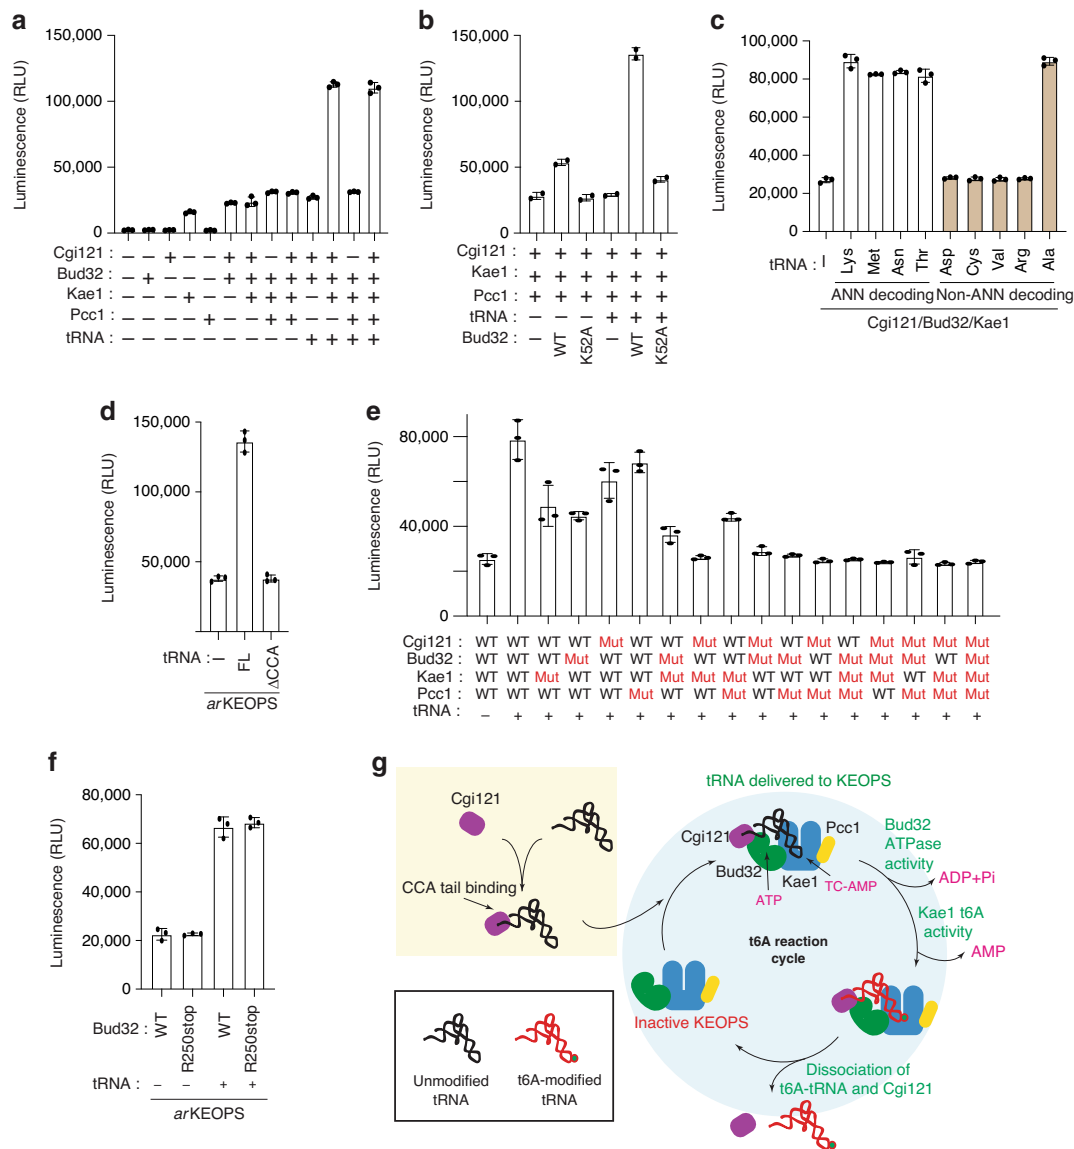 a
Luminescence (RLU)
150,000
100,000
50,000
0
Cgi121 : – – + – – + + + + – + – +
Bud32 : – + – – – + + + + + + + +
Kae1 : – – – + – – + + + + + + +
Pcc1 : – – – – + – – + + – – + +
tRNA : – – – – – – – – – + + + +
b
Luminescence (RLU)
150,000
100,000
50,000
0
Cgi121 : + + + + + +
Kae1 : + + + + + +
Pcc1 : + + + + + +
tRNA : – – – + + +
Bud32 : – WT K52A – WT K52A
c
Luminescence (RLU)
100,000
80,000
60,000
40,000
20,000
0
tRNA : – Lys Met Asn Thr Asp Cys Val Arg Ala
ANN decoding Non-ANN decoding
Cgi121/Bud32/Kae1
d
Luminescence (RLU)
150,000
100,000
50,000
tRNA : – FL ΔCCA
arKEOPS
e
Luminescence (RLU)
80,000
40,000
0
Cgi121 : WT WT WT WT Mut WT WT Mut WT Mut WT Mut WT Mut Mut Mut Mut
Bud32 : WT WT WT Mut WT WT Mut WT WT Mut Mut WT Mut Mut Mut WT Mut
Kae1 : WT WT Mut WT WT WT Mut Mut Mut WT WT WT Mut Mut WT Mut Mut
Pcc1 : WT WT WT WT WT Mut WT WT Mut WT Mut Mut Mut WT Mut Mut Mut
tRNA : – + + + + + + + + + + + + + + + +
f
Luminescence (RLU)
80,000
60,000
40,000
20,000
0
Bud32 : WT R250stop WT R250stop
tRNA : – – + +
arKEOPS
g
Cgi121
CCA tail binding
Unmodified
tRNA
t6A-modified
tRNA
tRNA delivered to KEOPS
Cgi121
Pcc1
Bud32
Kae1
ATP
TC-AMP
Bud32
ATPase
activity
ADP+Pi
Kae1 t6A
activity
AMP
t6A reaction
cycle
Inactive KEOPS
Dissociation of
t6A-tRNA and Cgi121